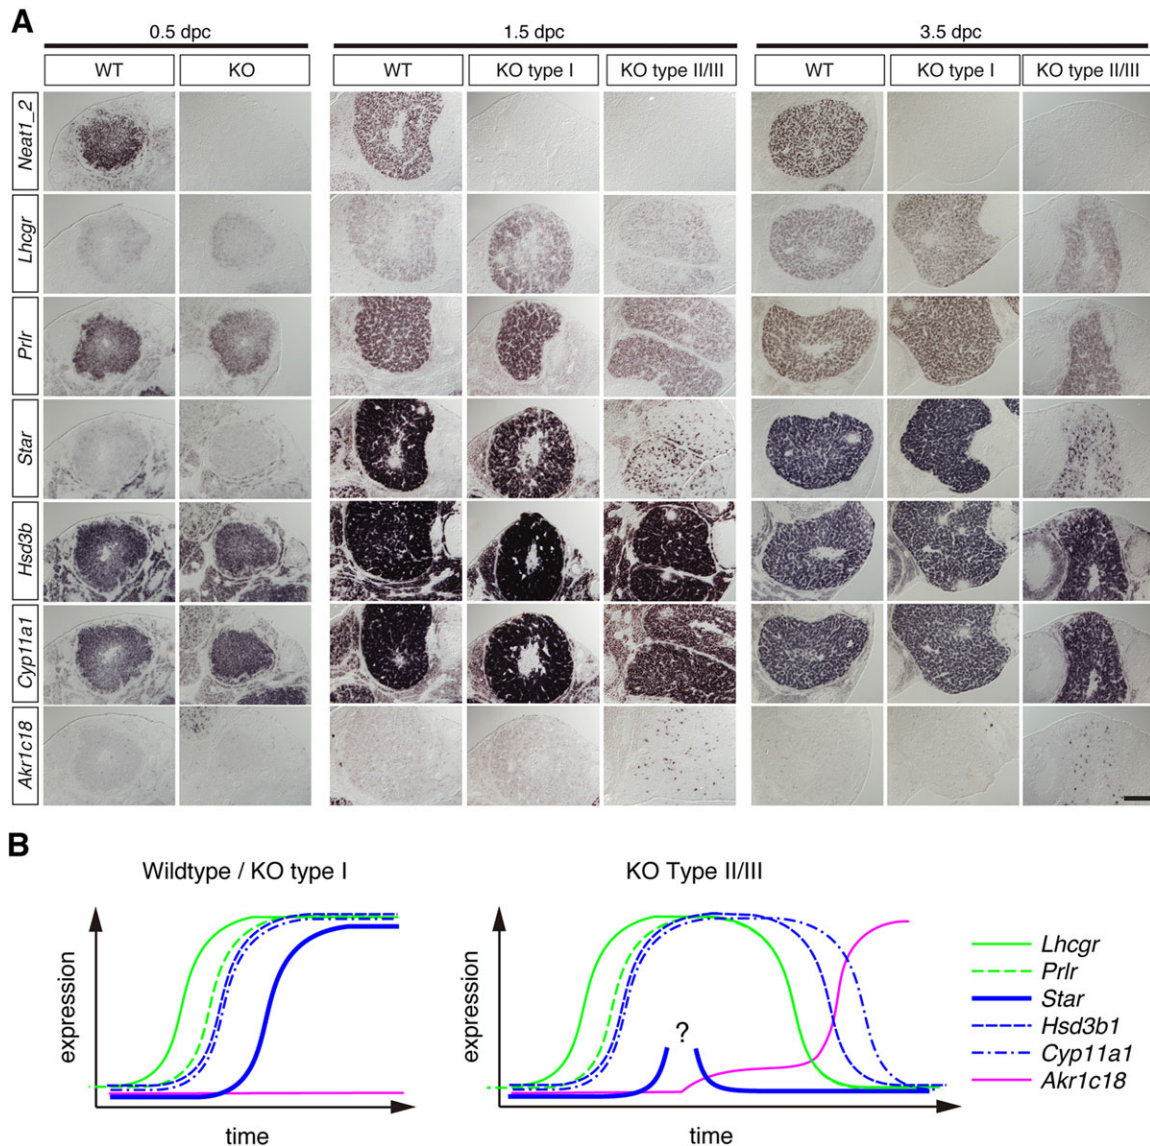 A
0.5 dpc 1.5 dpc 3.5 dpc
WT KO WT KO type I KO type II/III WT KO type I KO type II/III
Neat1_2
Lhcgr
Prlr
Star
Hsd3b
Cyp11a1
Akr1c18
B
Wildtype / KO type I KO Type II/III
expression
time
expression
?
time
Lhcgr
Prlr
Star
Hsd3b1
Cyp11a1
Akr1c18